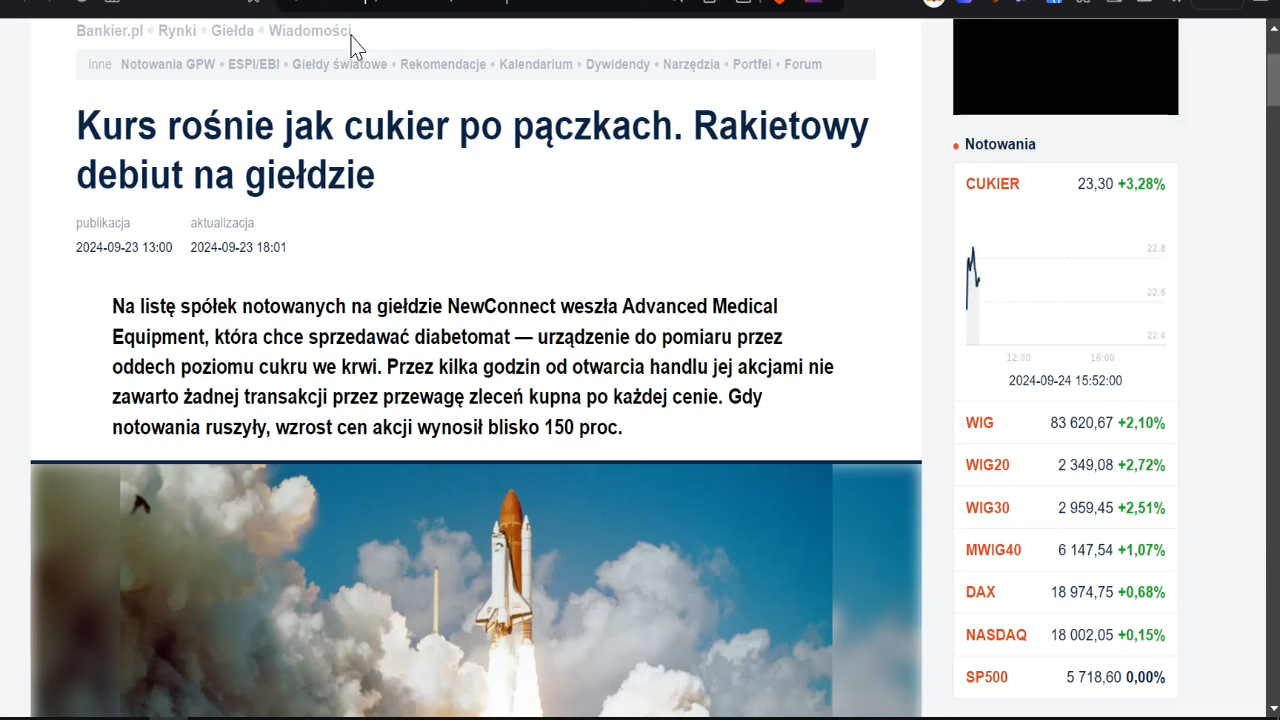 Bankier.pl • Rynki • Giełda • Wiadomości
Inne Notowania GPW • ESPI/EBI • Giełdy światowe • Rekomendacje • Kalendarium • Dywidendy • Narzędzia • Portfel • Forum
Kurs rośnie jak cukier po pączkach. Rakietowy
debiut na giełdzie
publikacja aktualizacja
2024-09-23 13:00 2024-09-23 18:01
Na listę spółek notowanych na giełdzie NewConnect weszła Advanced Medical
Equipment, która chce sprzedawać diabetomat — urządzenie do pomiaru przez
oddech poziomu cukru we krwi. Przez kilka godzin od otwarcia handlu jej akcjami nie
zawarto żadnej transakcji przez przewagę zleceń kupna po każdej cenie. Gdy
notowania ruszyły, wzrost cen akcji wynosił blisko 150 proc.
Notowania
CUKIER 23,30 +3,28%
22.8
22.6
22.4
12:00 16:00
2024-09-24 15:52:00
WIG 83 620,67 +2,10%
WIG20 2 349,08 +2,72%
WIG30 2 959,45 +2,51%
MWIG40 6 147,54 +1,07%
DAX 18 974,75 +0,68%
NASDAQ 18 002,05 +0,15%
SP500 5 718,60 0,00%